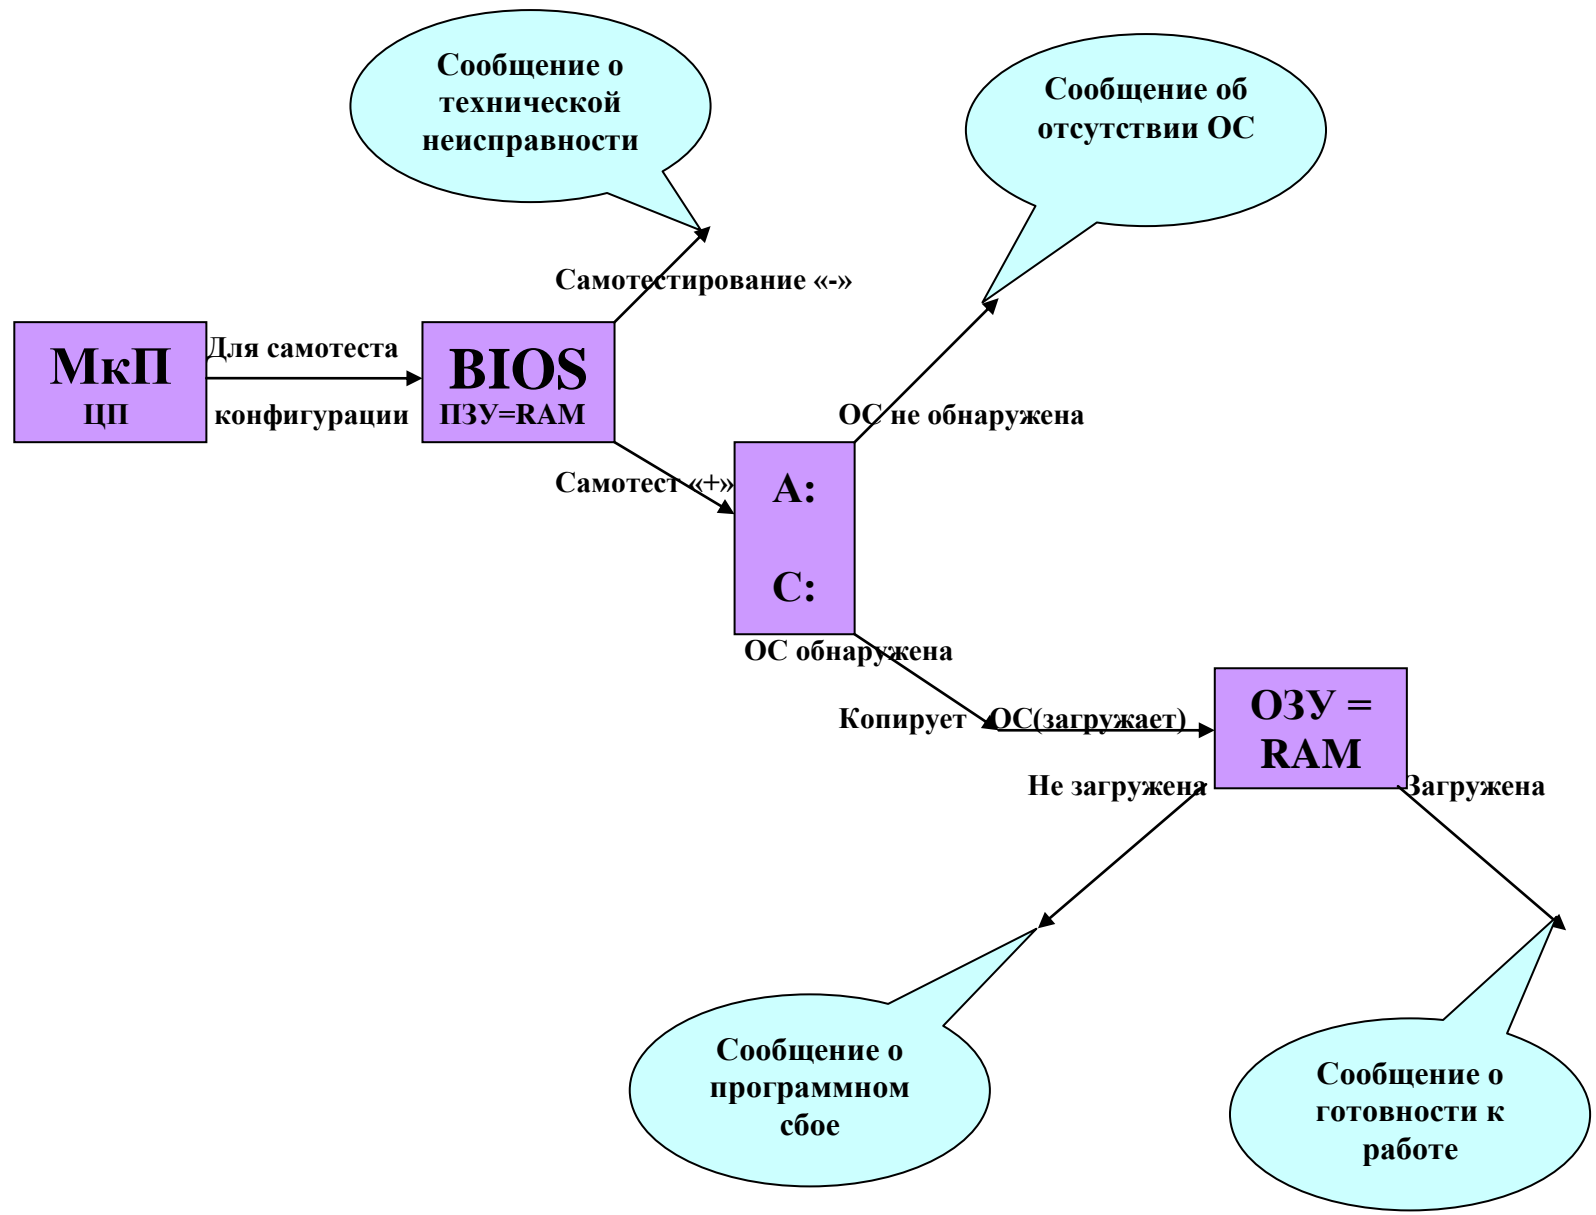 Сообщение о
технической
неисправности
Сообщение об
отсутствии ОС
Самотестирование «-»
МкП
ЦП
Для самотеста
конфигурации
BIOS
ПЗУ=RAM
ОС не обнаружена
Самотест «+»
А:
С:
ОС обнаружена
Копирует ОС(загружает)
ОЗУ =
RAM
Не загружена
Загружена
Сообщение о
программном
сбое
Сообщение о
готовности к
работе